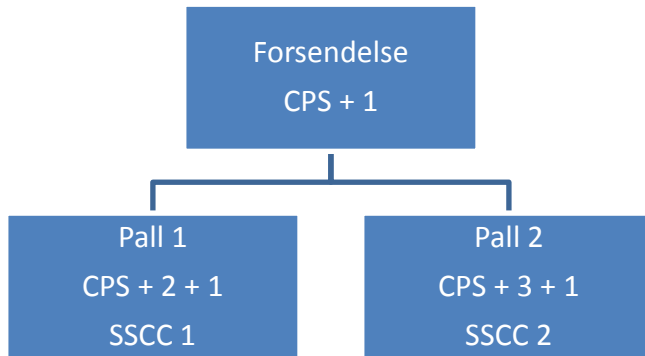 Forsendelse
CPS + 1
Pall 1
CPS + 2 + 1
SSCC 1
Pall 2
CPS + 3 + 1
SSCC 2